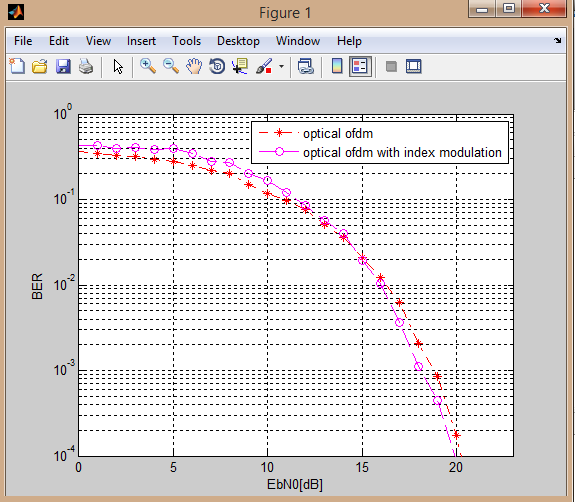 Figure 1
File Edit View Insert Tools Desktop Window Help
optical ofdm
optical ofdm with index modulation
10^0
10^-1
10^-2
10^-3
10^-4
BER
0 5 10 15 20
EbN0[dB]